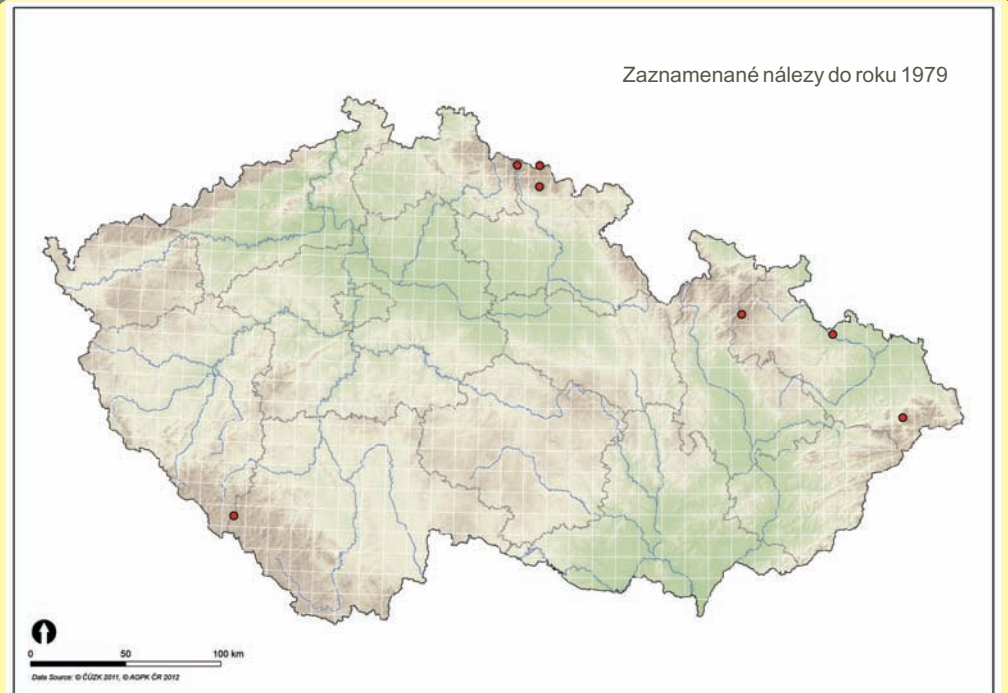 Zaznamenané nálezy do roku 1979
0 50 100 km
Data Source: © ČÚZK 2011, © AOPK ČR 2012